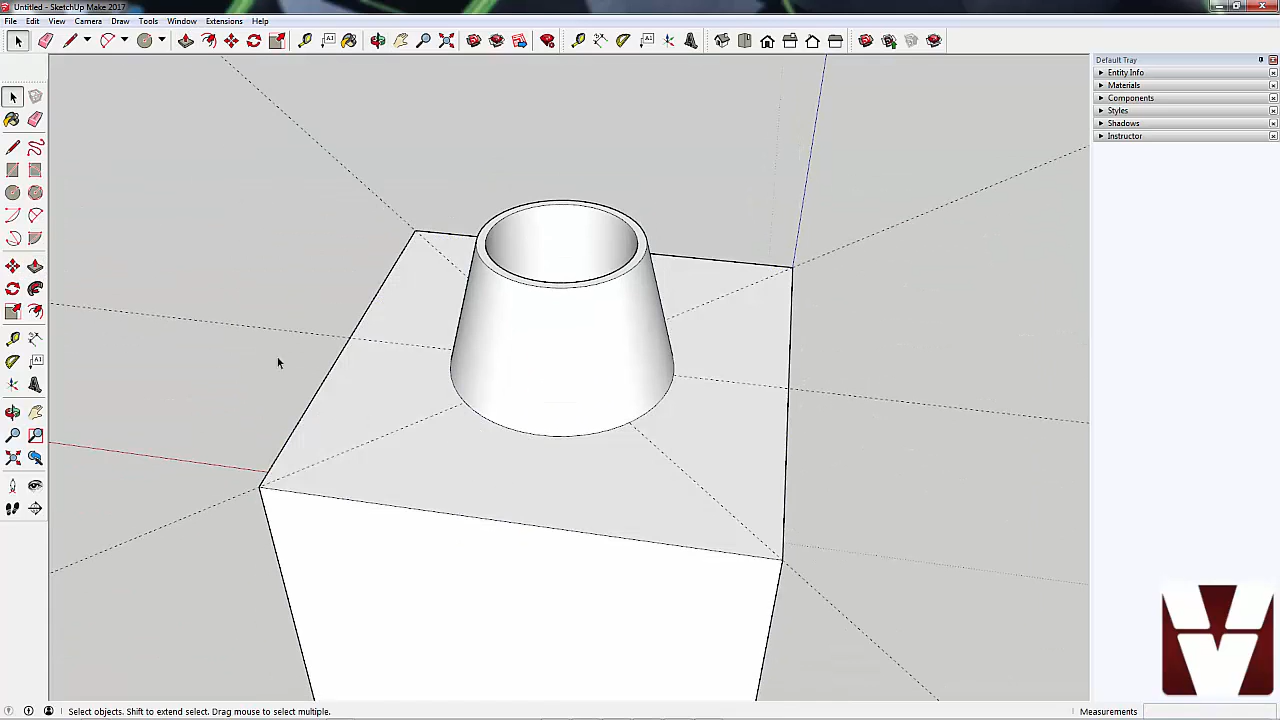 Untitled - SketchUp Make 2017
File Edit View Camera Draw Tools Window Extensions Help
Default Tray
Entity Info
Materials
Components
Styles
Shadows
Instructor
Select objects. Shift to extend select. Drag mouse to select multiple.
Measurements